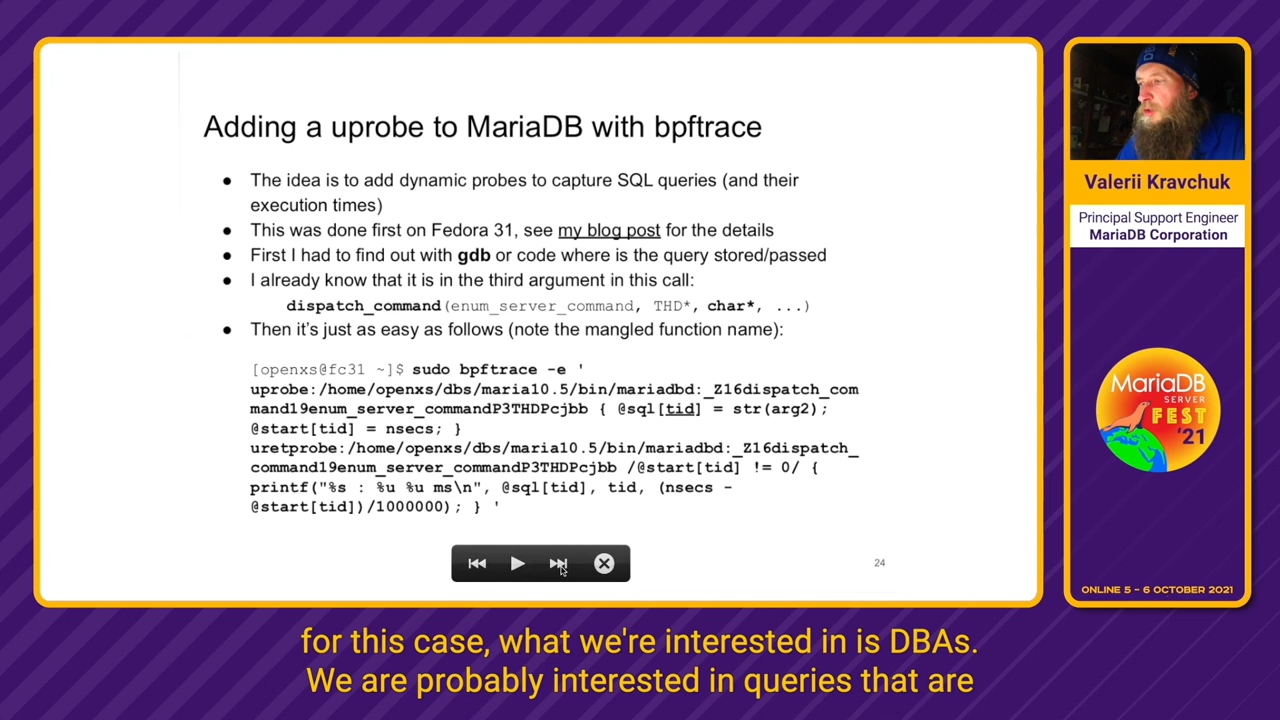 Adding a uprobe to MariaDB with bpftrace
● The idea is to add dynamic probes to capture SQL queries (and their
execution times)
● This was done first on Fedora 31, see my blog post for the details
● First I had to find out with gdb or code where is the query stored/passed
● I already know that it is in the third argument in this call:
dispatch_command(enum_server_command, THD*, char*, ...)
● Then it's just as easy as follows (note the mangled function name):
[openxs@fc31 ~]$ sudo bpftrace -e '
uprobe:/home/openxs/dbs/maria10.5/bin/mariadbd:_Z16dispatch_com
mand19enum_server_commandP3THDPcjbb { @sql[tid] = str(arg2);
@start[tid] = nsecs; }
uretprobe:/home/openxs/dbs/maria10.5/bin/mariadbd:_Z16dispatch_
command19enum_server_commandP3THDPcjbb /@start[tid] != 0/ {
printf("%s : %u %u ms\n", @sql[tid], tid, (nsecs -
@start[tid])/1000000); } '
24
Valerii Kravchuk
Principal Support Engineer
MariaDB Corporation
MariaDB
SERVER
FEST
'21
ONLINE 5 - 6 OCTOBER 2021
for this case, what we're interested in is DBAs.
We are probably interested in queries that are